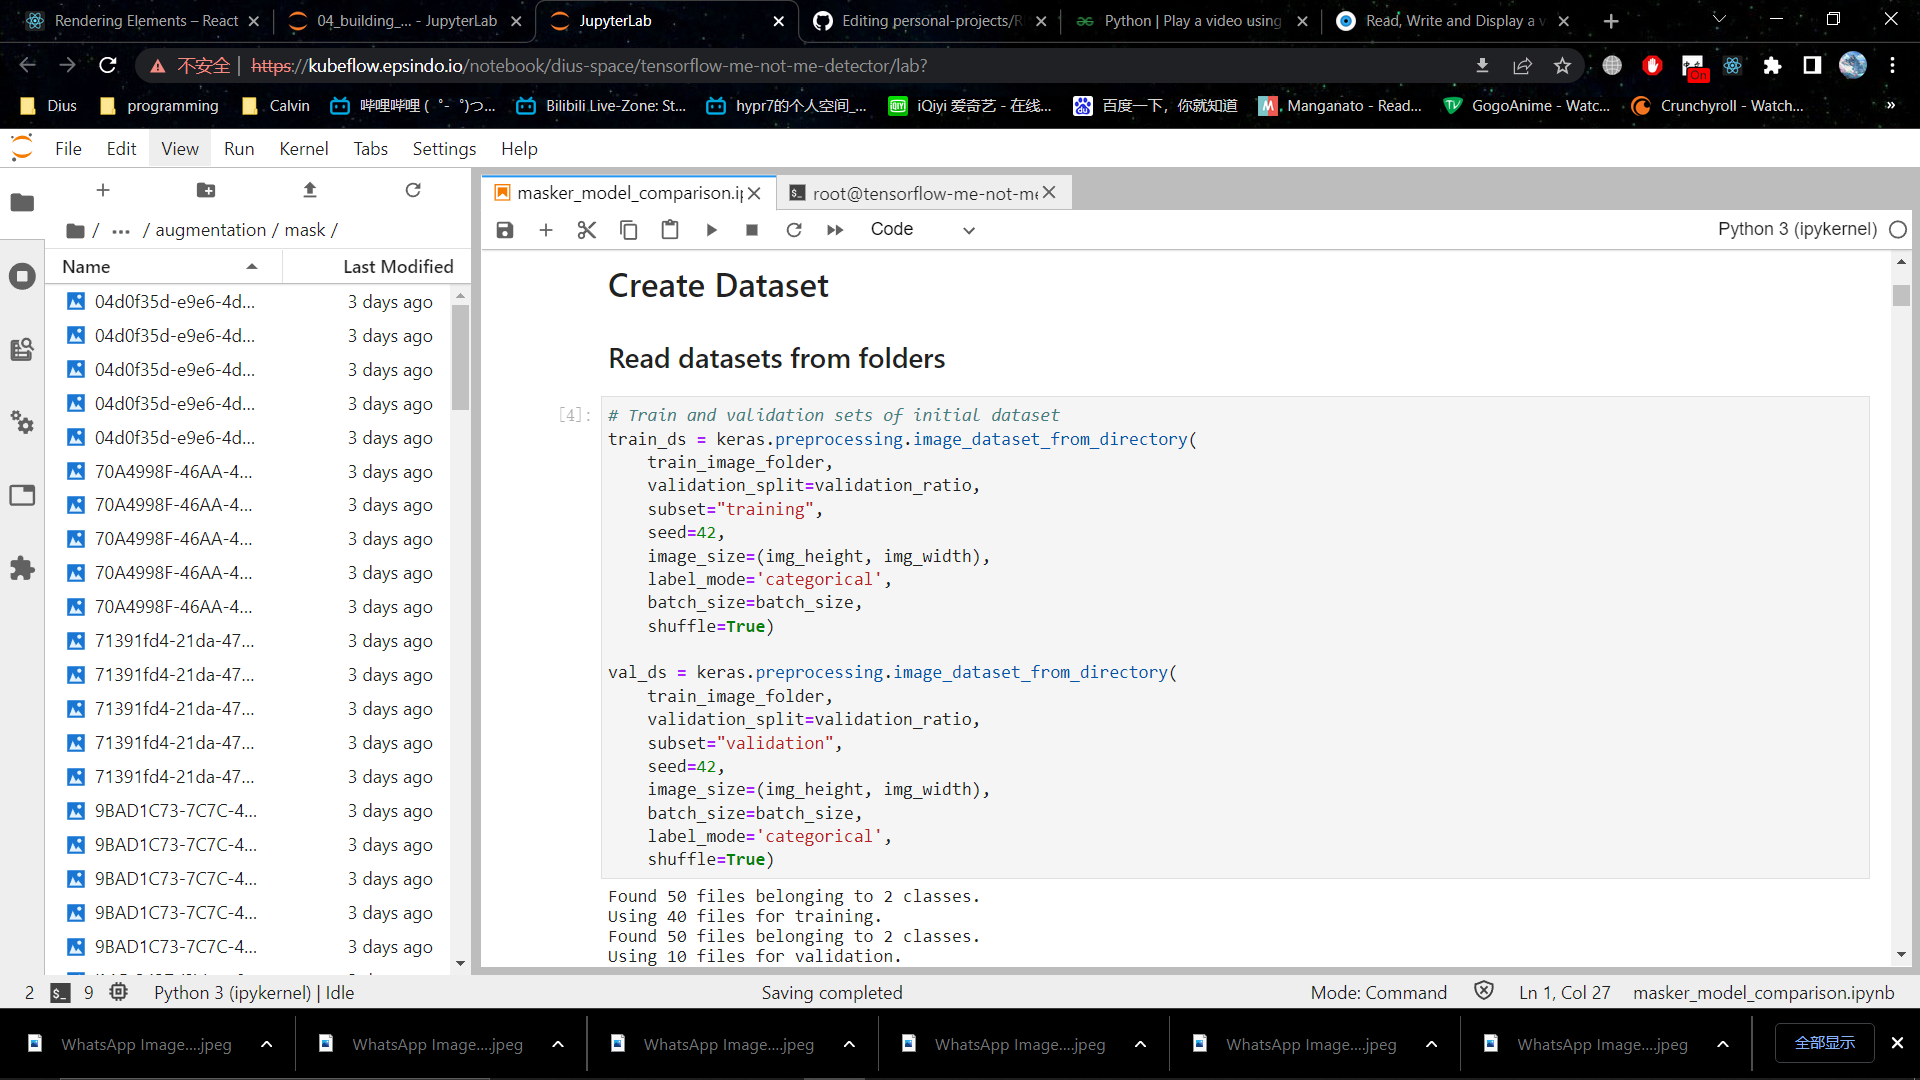 Rendering Elements – React
04_building_... - JupyterLab
JupyterLab
Editing personal-projects/R
Python | Play a video using
Read, Write and Display a v
不安全 | https://kubeflow.epsindo.io/notebook/dius-space/tensorflow-me-not-me-detector/lab?
On
Dius
programming
Calvin
哔哩哔哩 (゜-゜)つ...
Bilibili Live-Zone: St...
hypr7的个人空间_...
iQiyi 爱奇艺 - 在线...
百度一下，你就知道
Manganato - Read...
GogoAnime - Watc...
Crunchyroll - Watch...
»
File Edit View Run Kernel Tabs Settings Help
/ ... / augmentation / mask /
Name Last Modified
04d0f35d-e9e6-4d... 3 days ago
04d0f35d-e9e6-4d... 3 days ago
04d0f35d-e9e6-4d... 3 days ago
04d0f35d-e9e6-4d... 3 days ago
04d0f35d-e9e6-4d... 3 days ago
70A4998F-46AA-4... 3 days ago
70A4998F-46AA-4... 3 days ago
70A4998F-46AA-4... 3 days ago
70A4998F-46AA-4... 3 days ago
70A4998F-46AA-4... 3 days ago
71391fd4-21da-47... 3 days ago
71391fd4-21da-47... 3 days ago
71391fd4-21da-47... 3 days ago
71391fd4-21da-47... 3 days ago
71391fd4-21da-47... 3 days ago
9BAD1C73-7C7C-4... 3 days ago
9BAD1C73-7C7C-4... 3 days ago
9BAD1C73-7C7C-4... 3 days ago
9BAD1C73-7C7C-4... 3 days ago
9BAD1C73-7C7C-4... 3 days ago
masker_model_comparison.ip
root@tensorflow-me-not-me
Code
Python 3 (ipykernel)
Create Dataset
Read datasets from folders
[4]:
# Train and validation sets of initial dataset
train_ds = keras.preprocessing.image_dataset_from_directory(
    train_image_folder,
    validation_split=validation_ratio,
    subset="training",
    seed=42,
    image_size=(img_height, img_width),
    label_mode='categorical',
    batch_size=batch_size,
    shuffle=True)
val_ds = keras.preprocessing.image_dataset_from_directory(
    train_image_folder,
    validation_split=validation_ratio,
    subset="validation",
    seed=42,
    image_size=(img_height, img_width),
    batch_size=batch_size,
    label_mode='categorical',
    shuffle=True)
Found 50 files belonging to 2 classes.
Using 40 files for training.
Found 50 files belonging to 2 classes.
Using 10 files for validation.
2 $_ 9 Python 3 (ipykernel) | Idle
Saving completed
Mode: Command
Ln 1, Col 27 masker_model_comparison.ipynb
WhatsApp Image....jpeg
WhatsApp Image....jpeg
WhatsApp Image....jpeg
WhatsApp Image....jpeg
WhatsApp Image....jpeg
WhatsApp Image....jpeg
全部显示